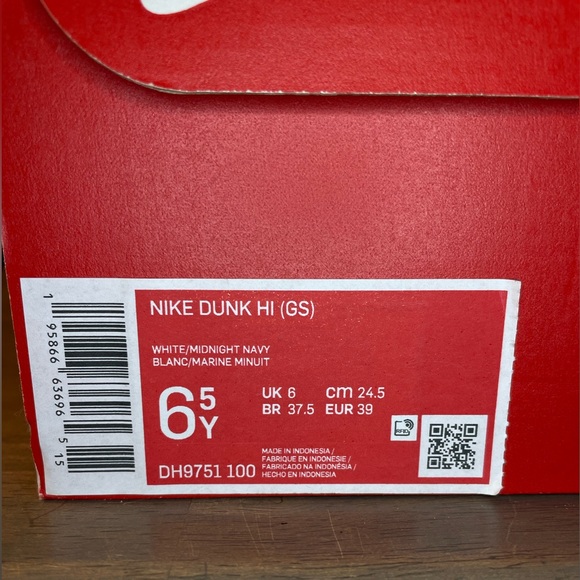 NIKE DUNK HI (GS)
WHITE/MIDNIGHT NAVY
BLANC/MARINE MINUIT
6 5 Y
UK 6 cm 24.5
BR 37.5 EUR 39
RFID
MADE IN INDONESIA /
FABRIQUE EN INDONESIE /
FABRICADO NA INDONÉSIA /
HECHO EN INDONESIA
DH9751 100
1 95866 63696 5 15